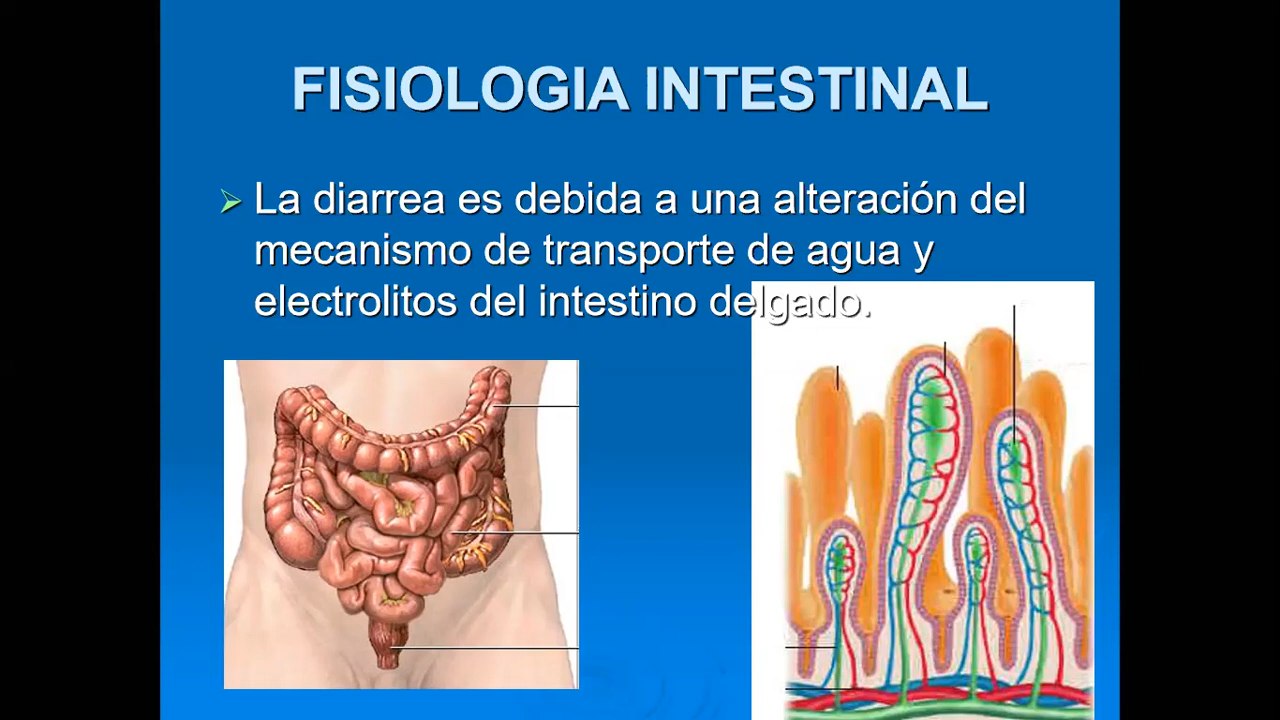 FISIOLOGIA INTESTINAL
La diarrea es debida a una alteración del
mecanismo de transporte de agua y
electrolitos del intestino delgado.